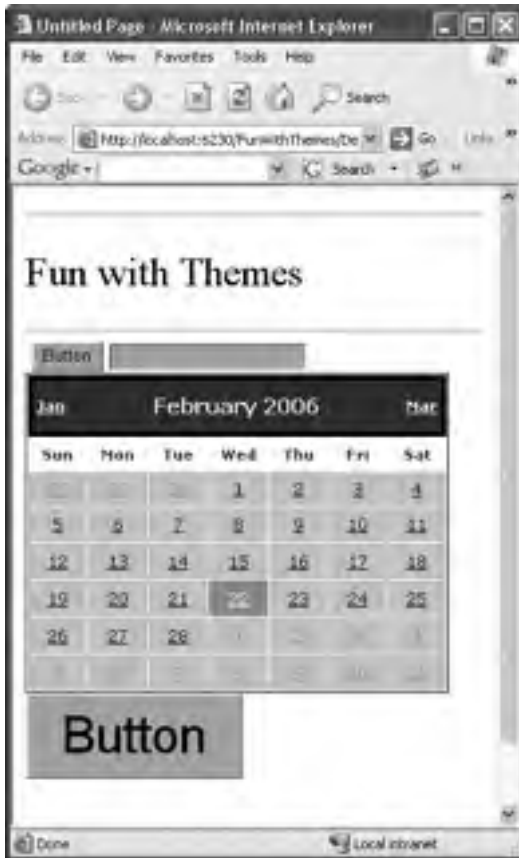 Untitled Page - Microsoft Internet Explorer
File Edit View Favorites Tools Help
Search
Address http://localhost:6230/FunwithThemes/De Go Links »
Google Search »
Fun with Themes
Button
Jan February 2006 Mar
Sun Mon Tue Wed Thu Fri Sat
1 2 3 4
5 6 7 8 9 10 11
12 13 14 15 16 17 18
19 20 21 22 23 24 25
26 27 28
Button
Done Local intranet